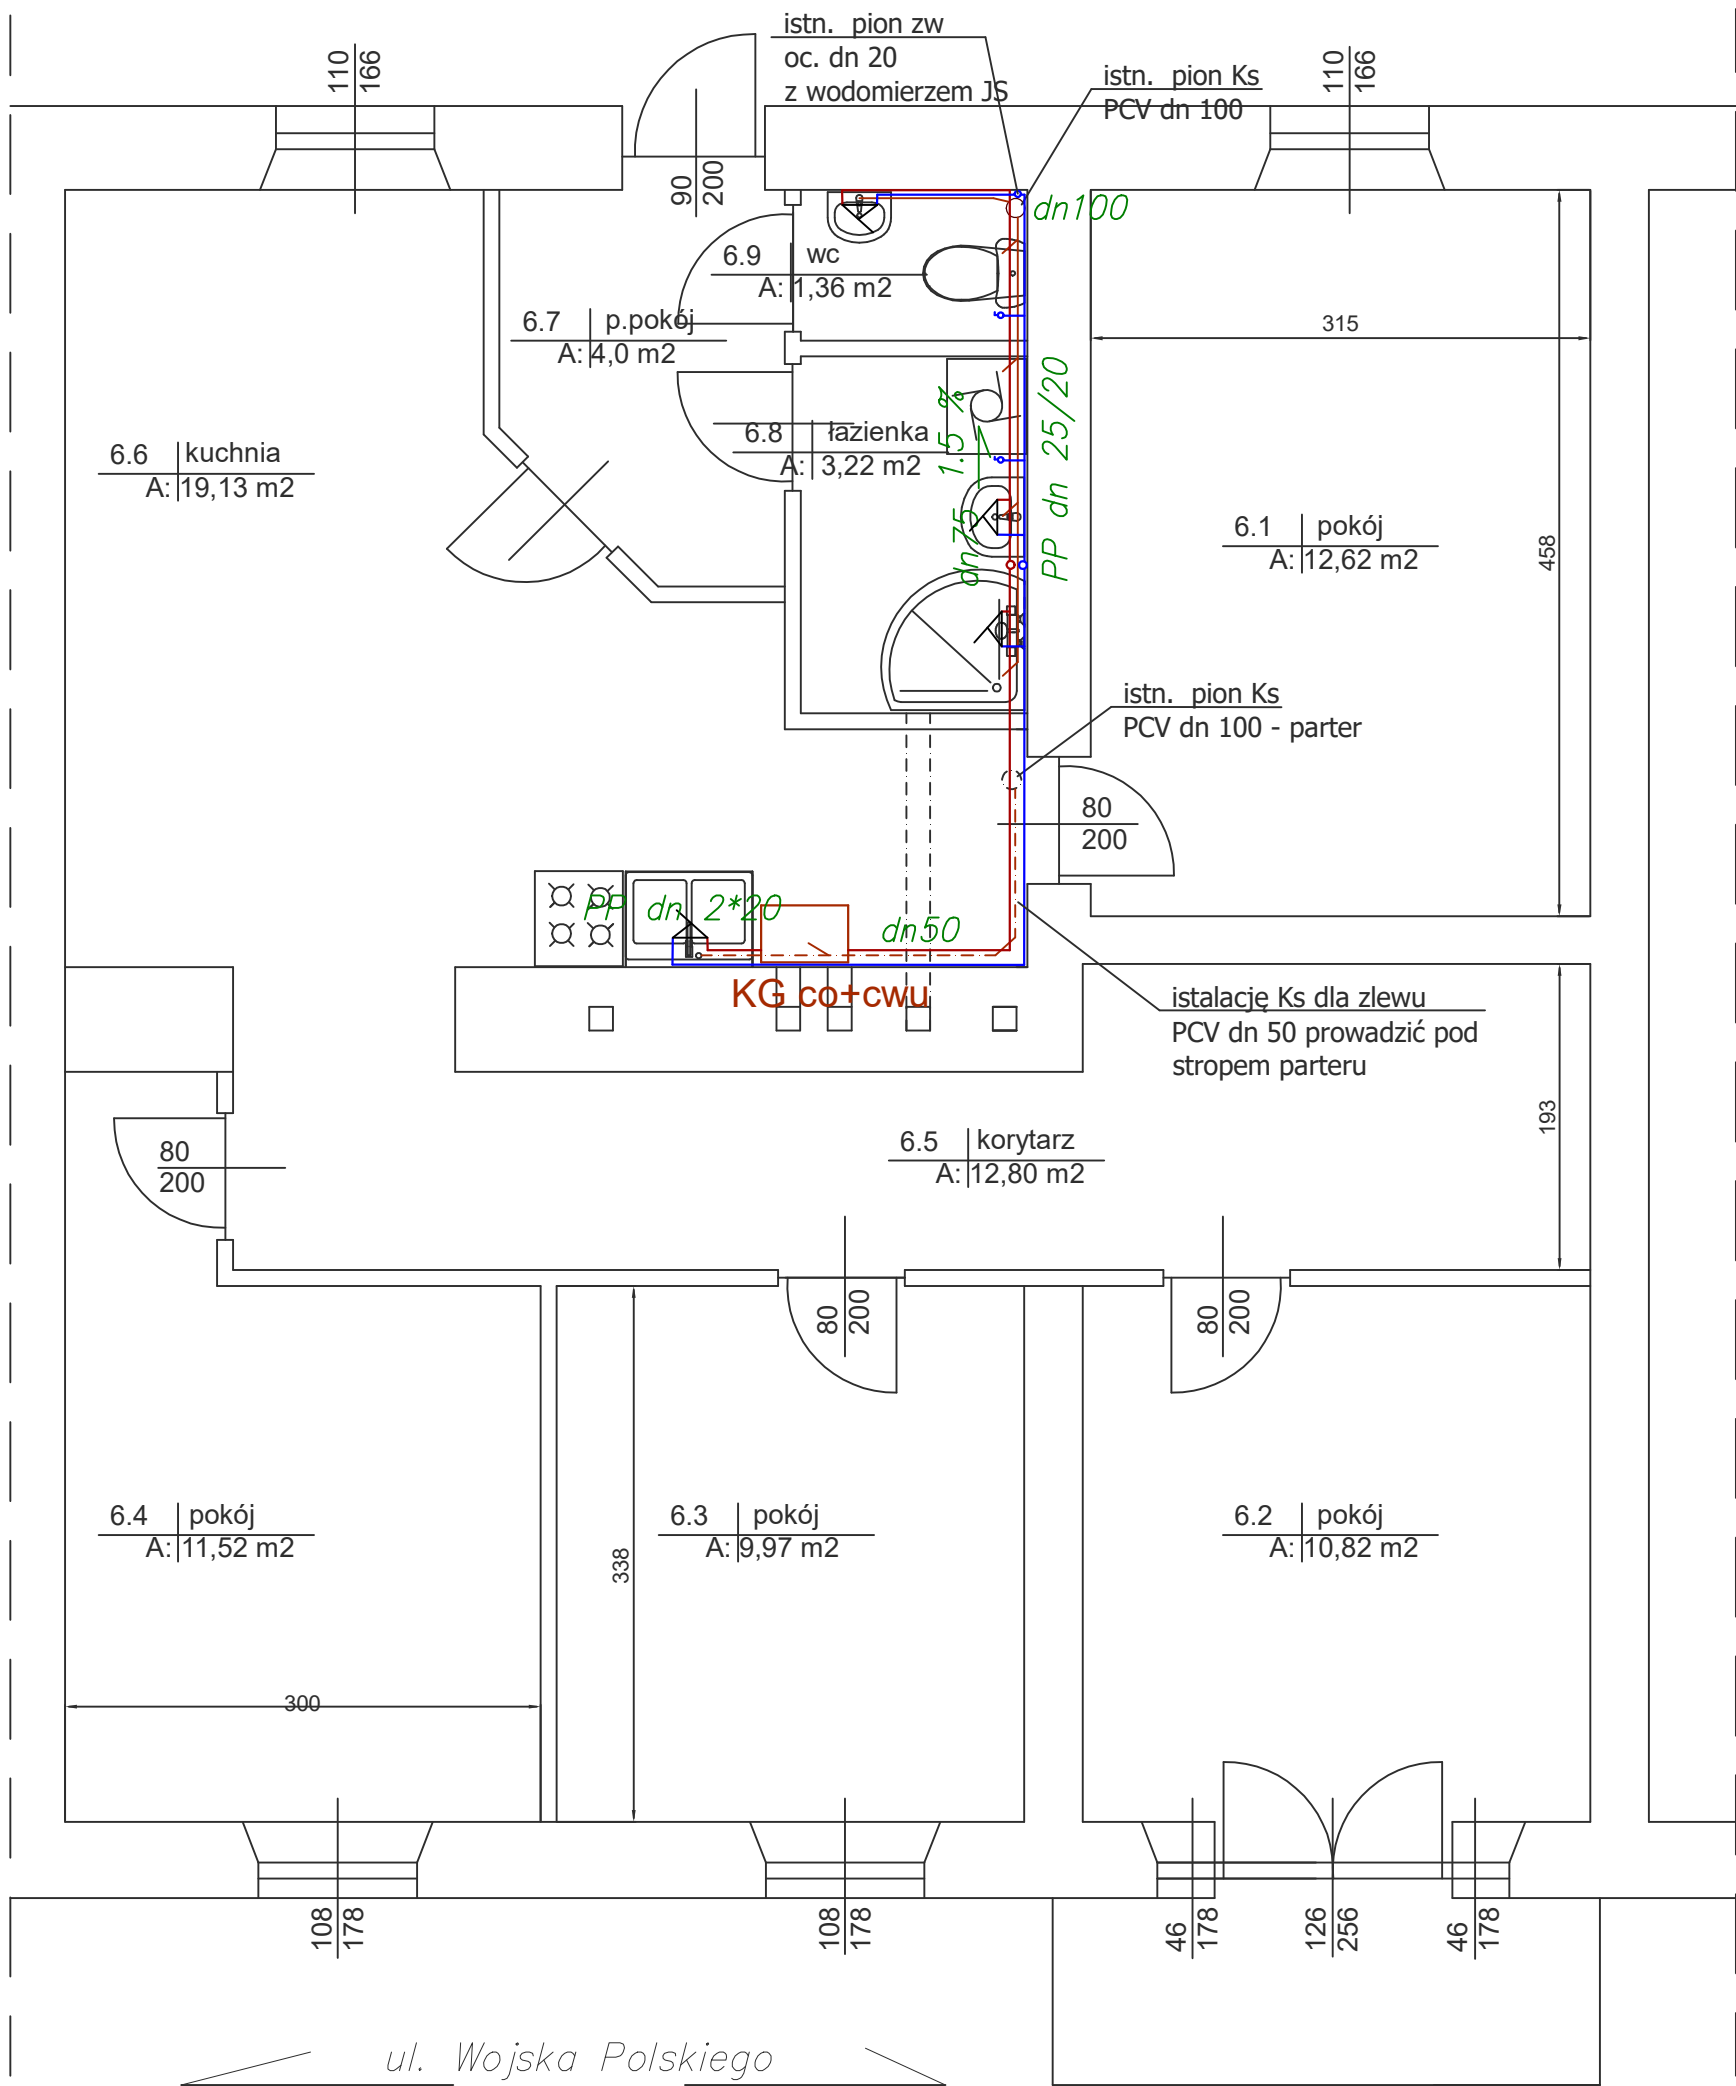 istn. pion zw
oc. dn 20
z wodomierzem JS
istn. pion Ks
PCV dn 100
110
166
110
166
90
200
dn100
6.9 wc
A: 1,36 m2
6.7 p.pokój
A: 4,0 m2
315
6.8 łazienka
A: 3,22 m2
1.5 %
dn75
PP dn 25/20
6.6 kuchnia
A: 19,13 m2
6.1 pokój
A: 12,62 m2
458
istn. pion Ks
PCV dn 100 - parter
80
200
PP dn 2*20
dn50
KG co+cwu
istalację Ks dla zlewu
PCV dn 50 prowadzić pod
stropem parteru
193
80
200
6.5 korytarz
A: 12,80 m2
80
200
80
200
6.4 pokój
A: 11,52 m2
6.3 pokój
A: 9,97 m2
6.2 pokój
A: 10,82 m2
338
300
108
178
108
178
46
178
126
256
46
178
ul. Wojska Polskiego